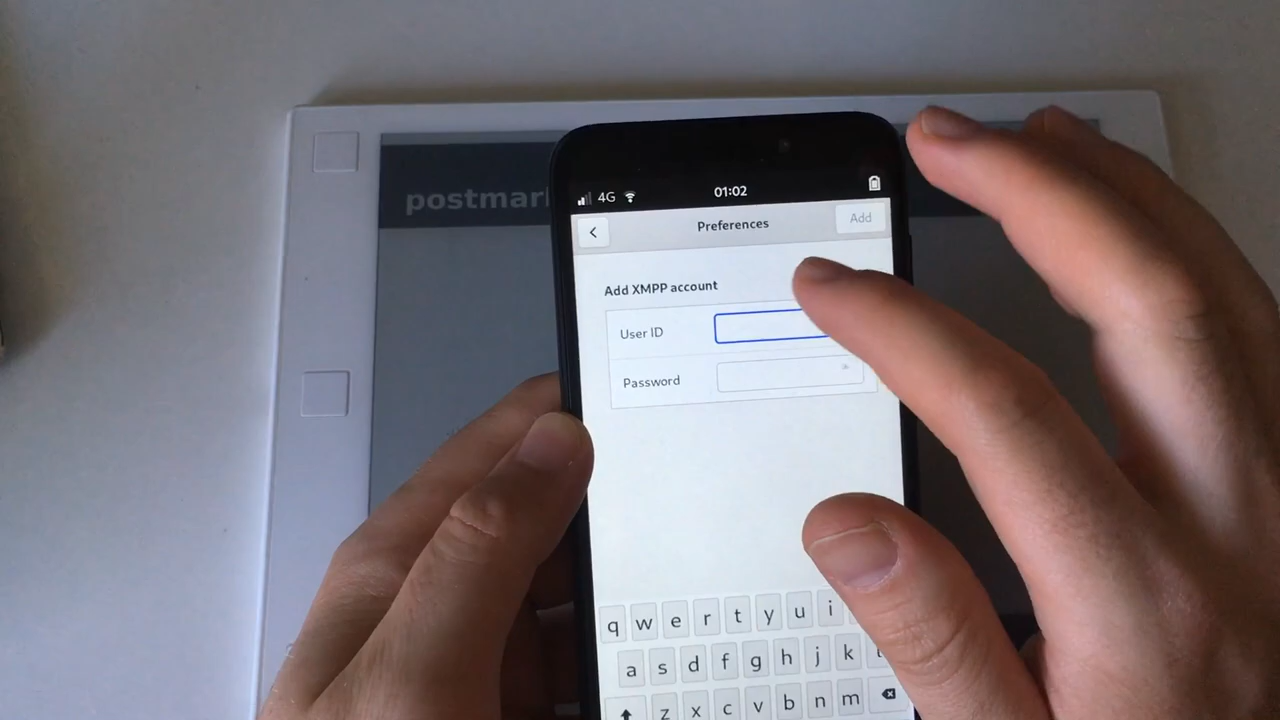 postmark
4G 01:02
Preferences Add
Add XMPP account
User ID
Password
q w e r t y u i
a s d f g h j k
z x c v b n m